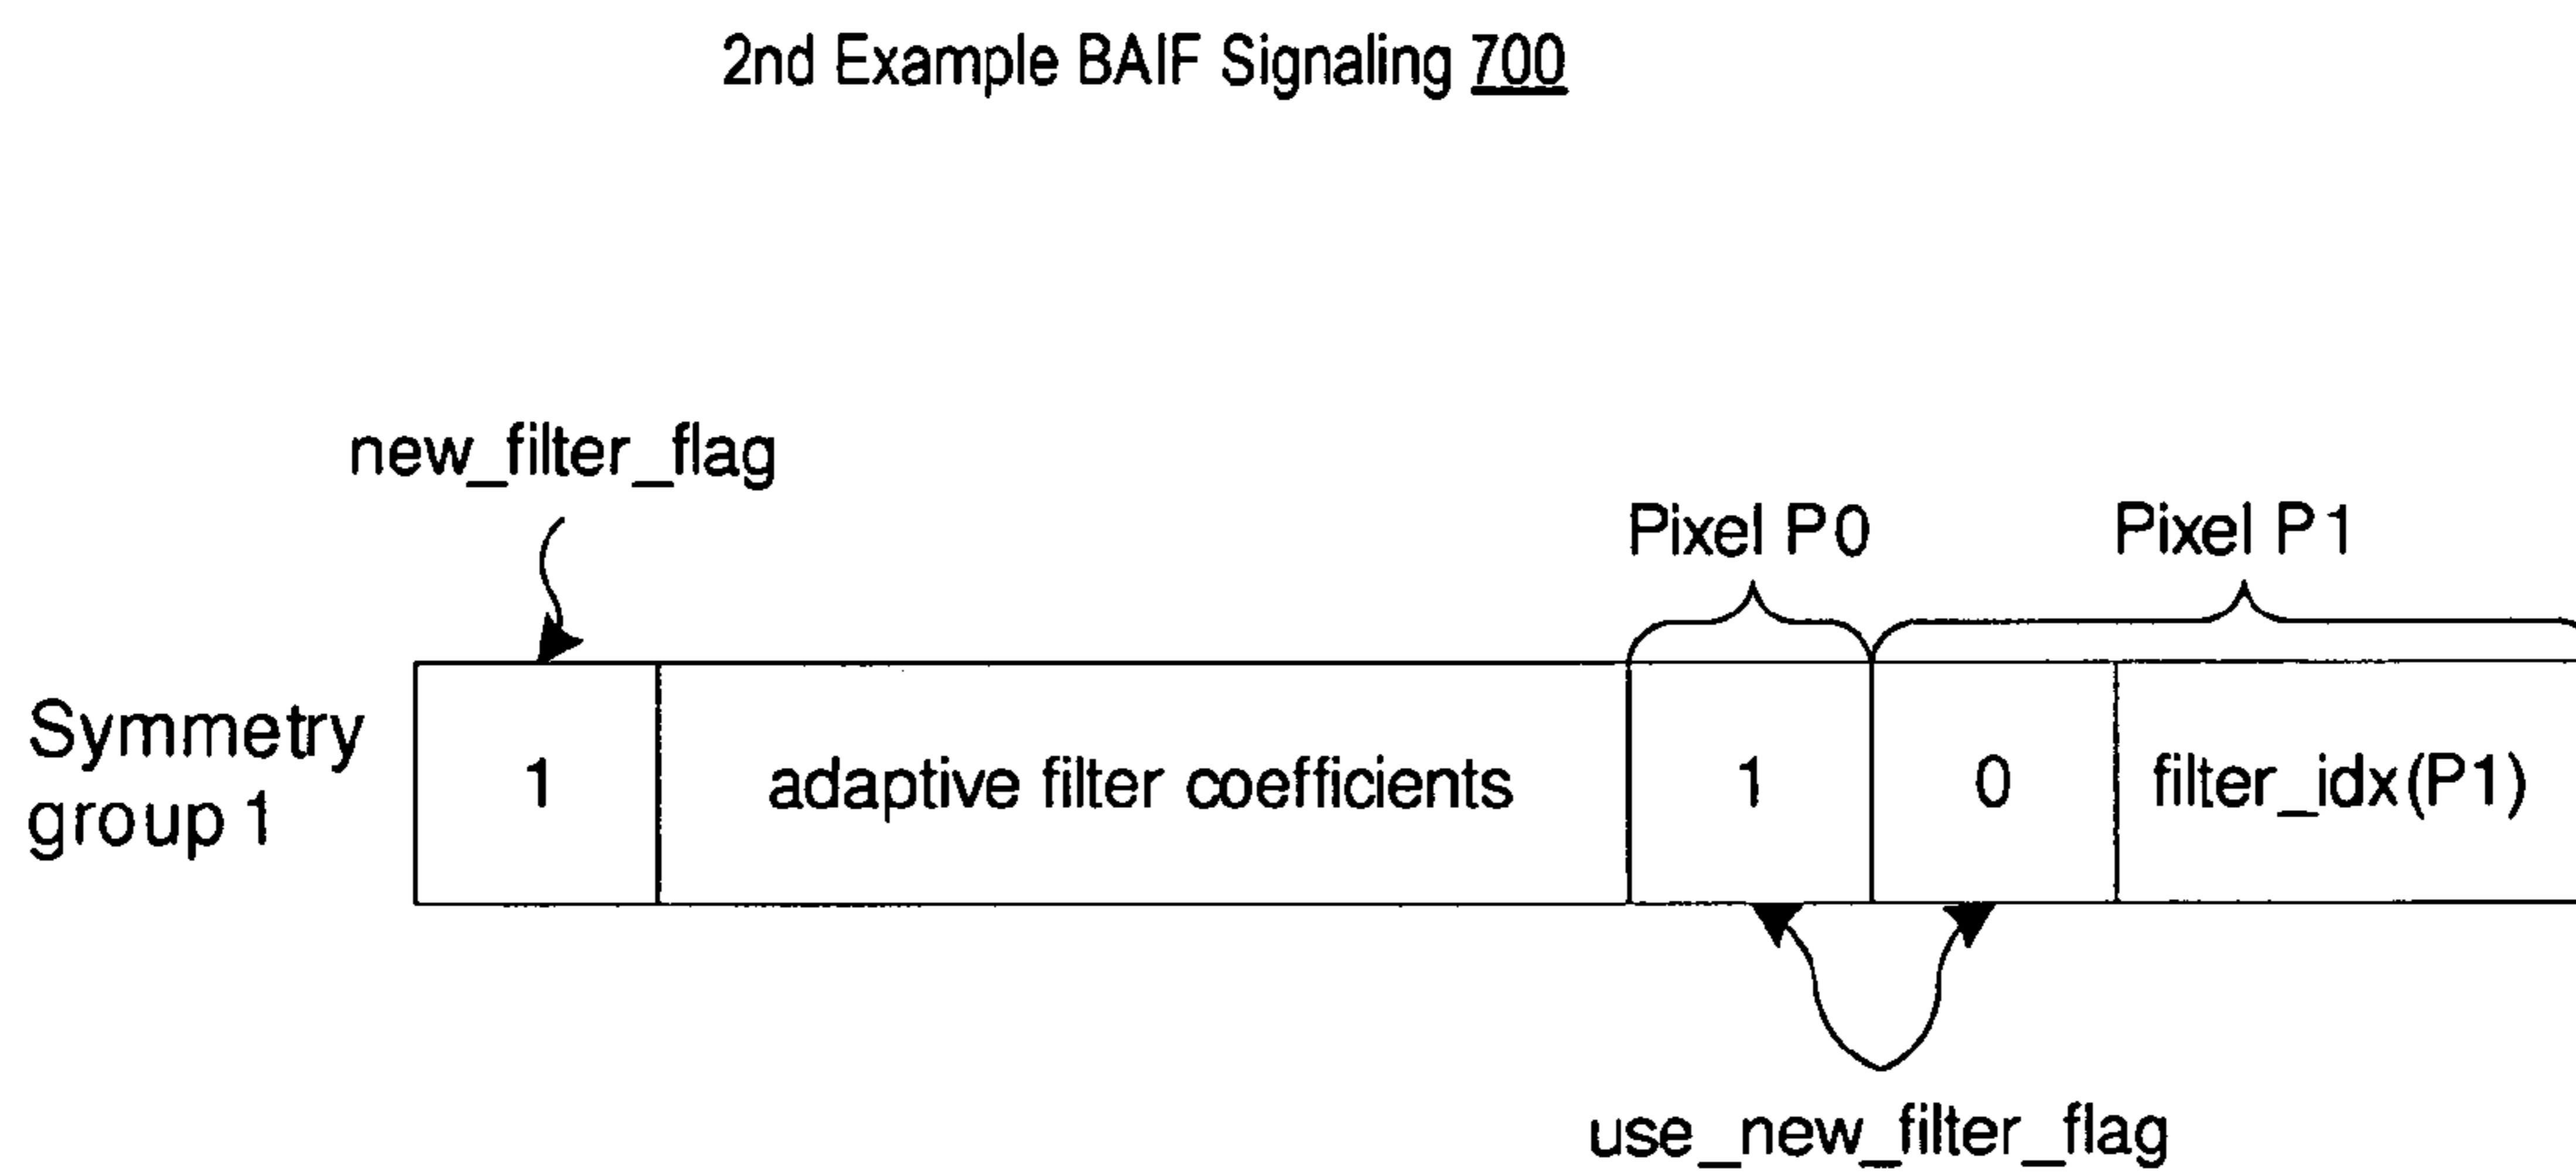 2nd Example BAIF Signaling 700
new_filter_flag
Pixel P0
Pixel P1
Symmetry
group 1
1
adaptive filter coefficients
1
0
filter_idx(P1)
use_new_filter_flag